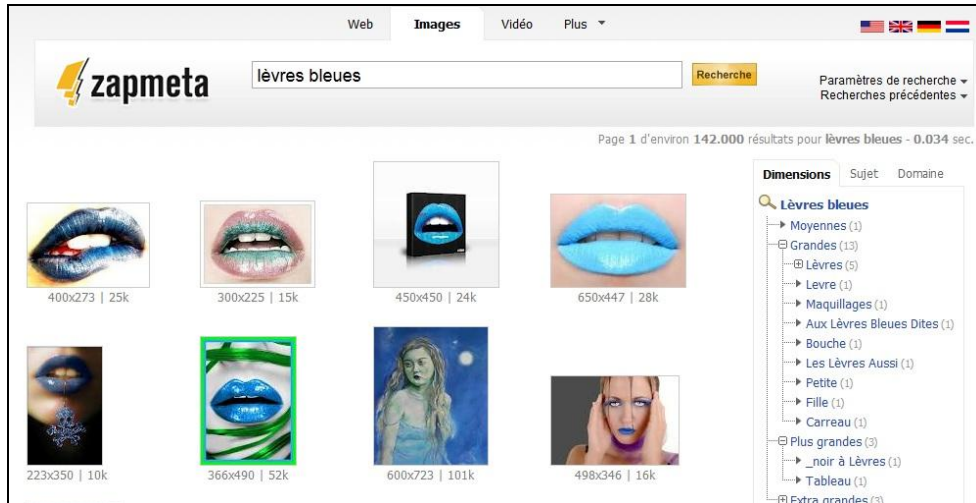 Web Images Vidéo Plus
zapmeta
lèvres bleues
Recherche
Paramètres de recherche
Recherches précédentes
Page 1 d'environ 142.000 résultats pour lèvres bleues - 0.034 sec.
Dimensions Sujet Domaine
Lèvres bleues
Moyennes (1)
Grandes (13)
Lèvres (5)
Levre (1)
Maquillages (1)
Aux Lèvres Bleues Dites (1)
Bouche (1)
Les Lèvres Aussi (1)
Petite (1)
Fille (1)
Carreau (1)
Plus grandes (3)
_noir à Lèvres (1)
Tableau (1)
Extra grandes (3)
400x273 | 25k
300x225 | 15k
450x450 | 24k
650x447 | 28k
223x350 | 10k
366x490 | 52k
600x723 | 101k
498x346 | 16k